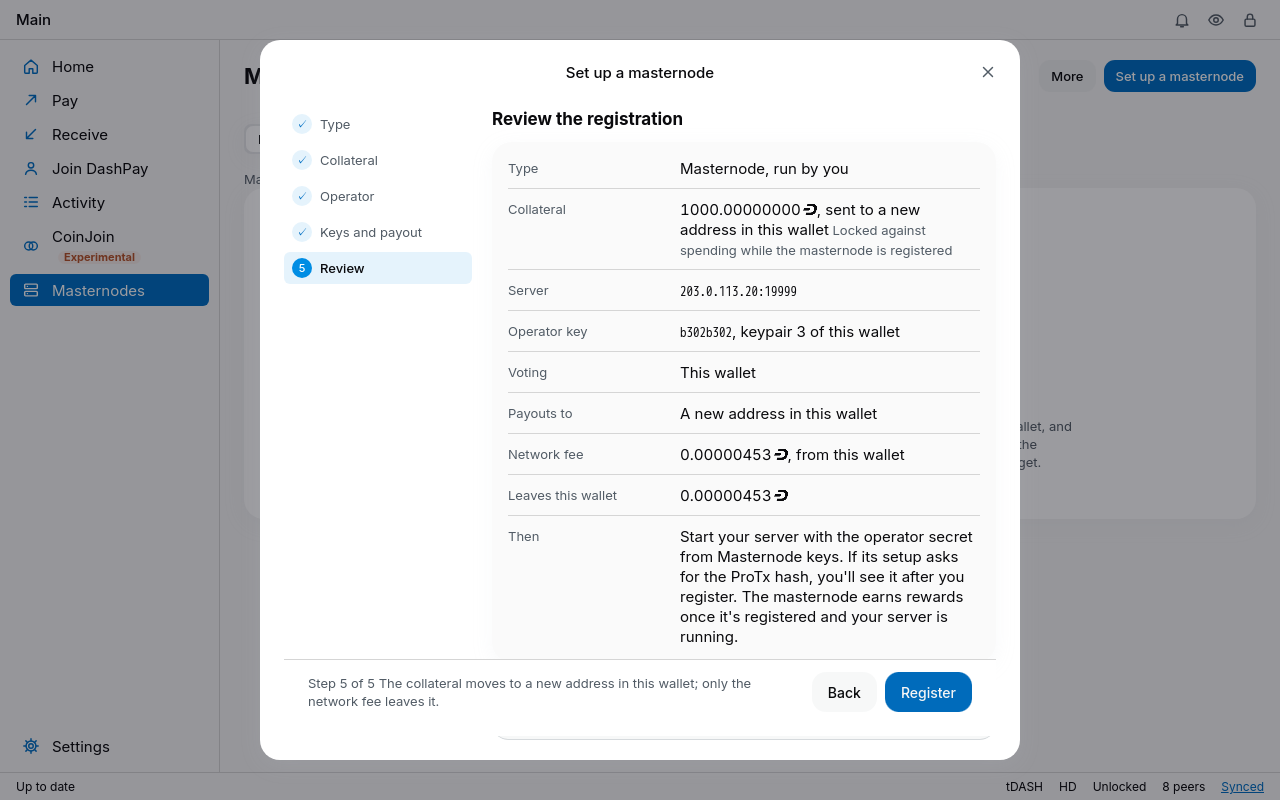 Main
Home
Pay
Receive
Join DashPay
Activity
CoinJoin
Experimental
Masternodes
Settings
More
Set up a masternode
Set up a masternode
✓ Type
✓ Collateral
✓ Operator
✓ Keys and payout
5 Review
Review the registration
Type
Masternode, run by you
Collateral
1000.00000000, sent to a new
address in this wallet Locked against
spending while the masternode is registered
Server
203.0.113.20:19999
Operator key
b302b302, keypair 3 of this wallet
Voting
This wallet
Payouts to
A new address in this wallet
Network fee
0.00000453, from this wallet
Leaves this wallet
0.00000453
Then
Start your server with the operator secret
from Masternode keys. If its setup asks
for the ProTx hash, you'll see it after you
register. The masternode earns rewards
once it's registered and your server is
running.
Step 5 of 5 The collateral moves to a new address in this wallet; only the
network fee leaves it.
Back
Register
Up to date
tDASH
HD
Unlocked
8 peers
Synced